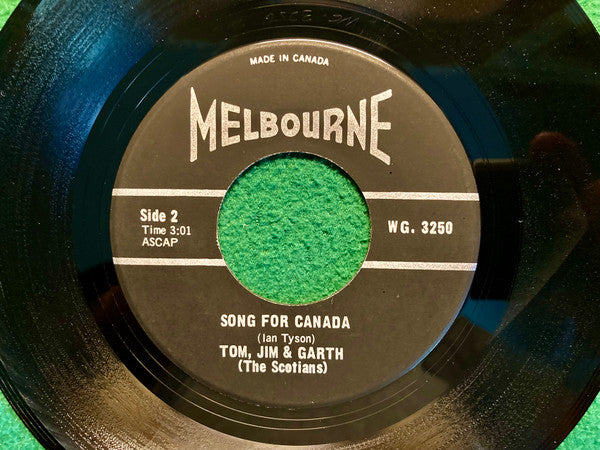 MADE IN CANADA
MELBOURNE
Side 2
Time 3:01
ASCAP
WG. 3250
SONG FOR CANADA
(Ian Tyson)
TOM, JIM & GARTH
(The Scotians)